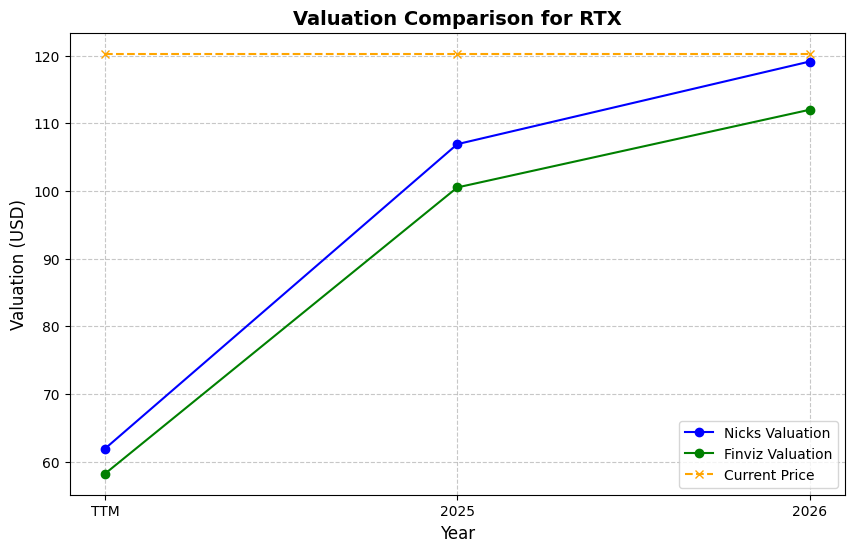 Valuation Comparison for RTX
Valuation (USD)
120
110
100
90
80
70
60
TTM
2025
2026
Year
Nicks Valuation
Finviz Valuation
Current Price